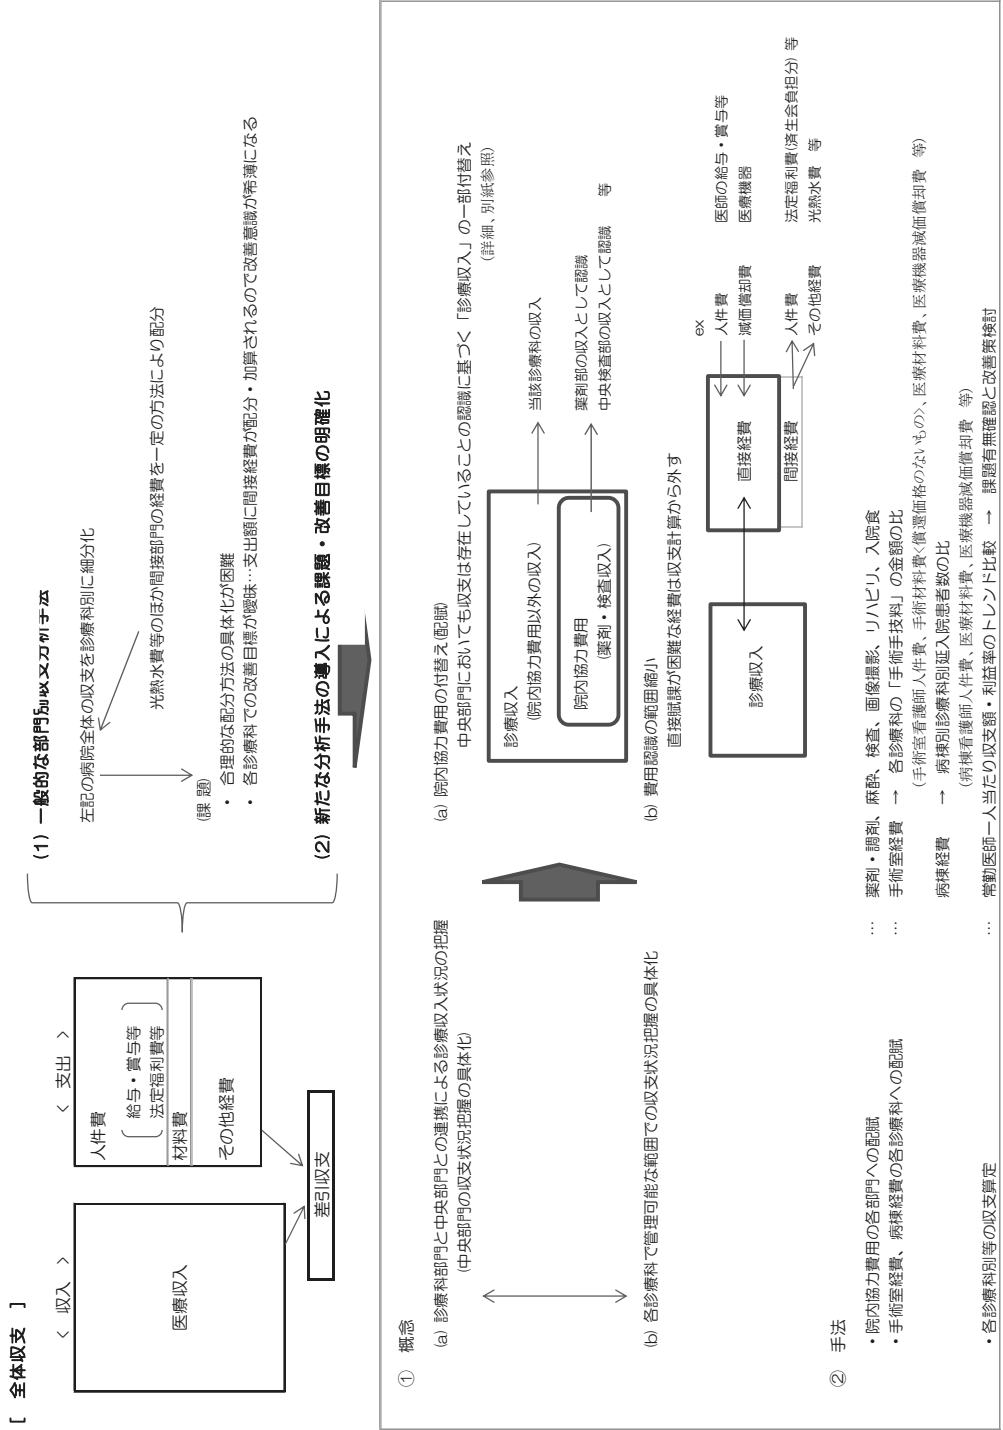 [　全体収支　]
＜　収入　＞
＜　支出　＞
医療収入
人件費
給与・賞与等
法定福利費等
材料費
その他経費
差引収支
(1) 一般的な部門別収支分析手法
左記の病院全体の収支を診療科別に細分化
光熱水費等のほか間接部門の経費を一定の方法により配分
(課 題)
・ 合理的な配分方法の具体化が困難
・ 各診療科での改善目標が曖昧…支出額に間接経費が配分・加算されるので改善意識が希薄になる
(2) 新たな分析手法の導入による課題・改善目標の明確化
① 概念
(a) 診療科部門と中央部門との連携による診療収入状況の把握
(中央部門の収支状況把握の具体化)
(b) 各診療科で管理可能な範囲での収支状況把握の具体化
(a) 院内協力費用の付替え(配賦)
中央部門においても収支は存在していることの認識に基づく「診療収入」の一部付替え
(詳細、別紙参照)
診療収入
(院内協力費用以外の収入)
当該診療科の収入
院内協力費用
(薬剤・検査収入)
薬剤部の収入として認識
中央検査部の収入として認識　等
(b) 費用認識の範囲縮小
直接賦課が困難な経費は収支計算から外す
診療収入
直接経費
間接経費
ex
人件費　医師の給与・賞与等
減価償却費　医療機器
人件費　法定福利費(済生会負担分) 等
その他経費　光熱水費　等
② 手法
・院内協力費用の各部門への配賦　…　薬剤・調剤、麻酔、検査、画像撮影、リハビリ、入院食
・手術室経費、病棟経費の各診療科への配賦　…　手術室経費　→　各診療科の「手術手技料」の金額の比
(手術室看護師人件費、手術材料費<償還価格のないもの>、医療材料費、医療機器減価償却費　等)
病棟経費　→　病棟別診療科別延入院患者数の比
(病棟看護師人件費、医療材料費、医療機器減価償却費　等)
・各診療科別等の収支算定　…　常勤医師一人当たり収支額・利益率のトレンド比較　→　課題有無確認と改善策検討